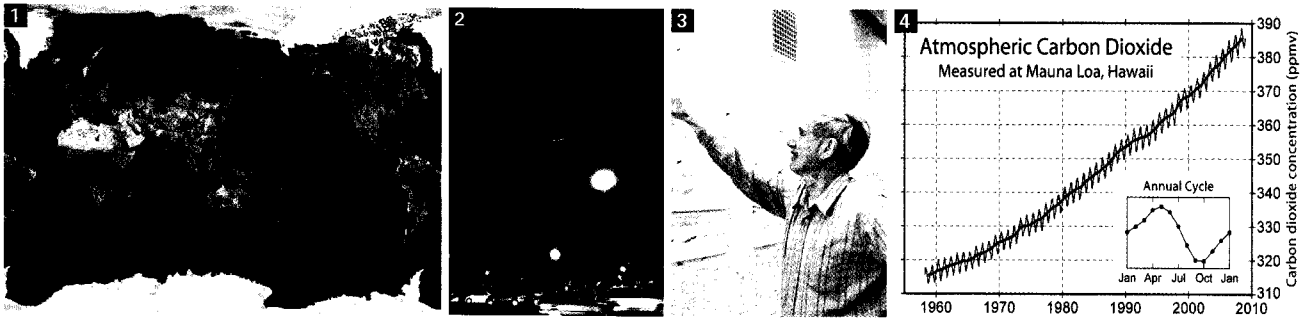 1
2
3
4
Atmospheric Carbon Dioxide
Measured at Mauna Loa, Hawaii
390
380
370
360
350
340
330
320
310
Carbon dioxide concentration (ppmv)
Annual Cycle
Jan Apr Jul Oct Jan
1960 1970 1980 1990 2000 2010